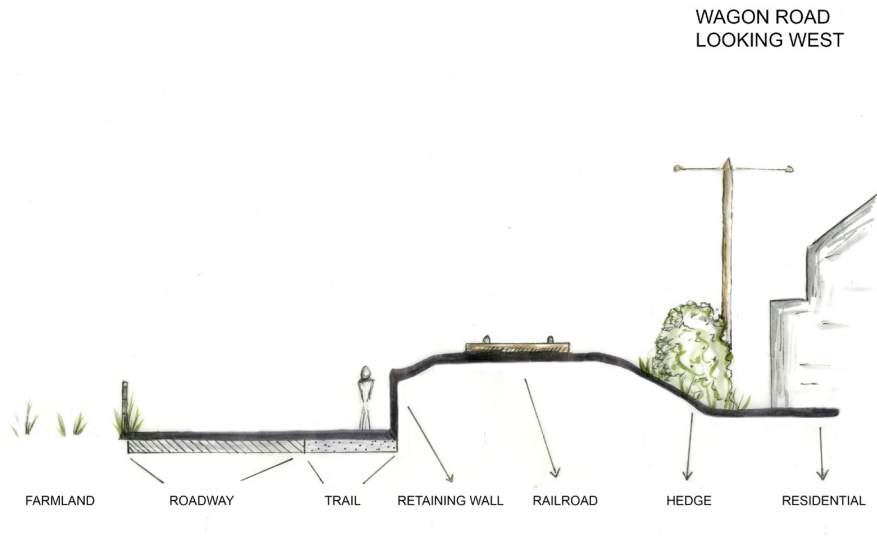 WAGON ROAD
LOOKING WEST
FARMLAND
ROADWAY
TRAIL
RETAINING WALL
RAILROAD
HEDGE
RESIDENTIAL